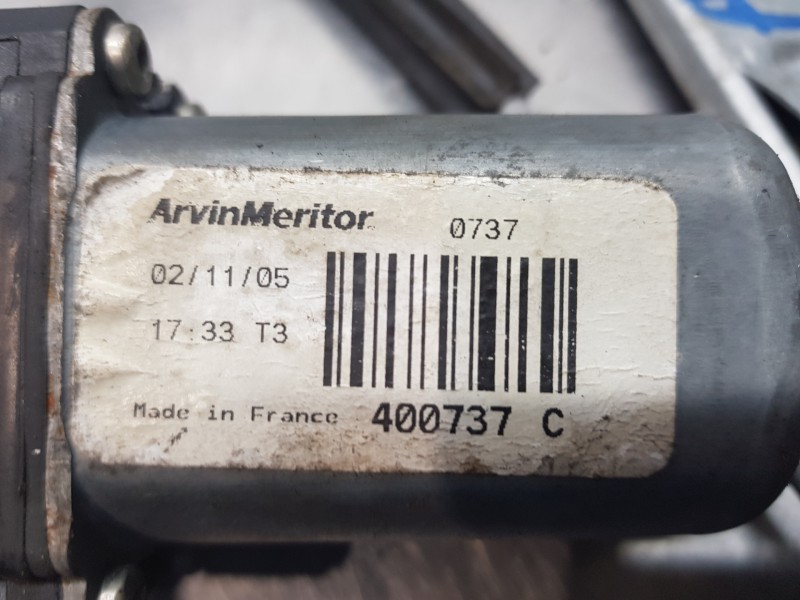 ArvinMeritor 0737
02/11/05
17:33 T3
Made in France 400737 C